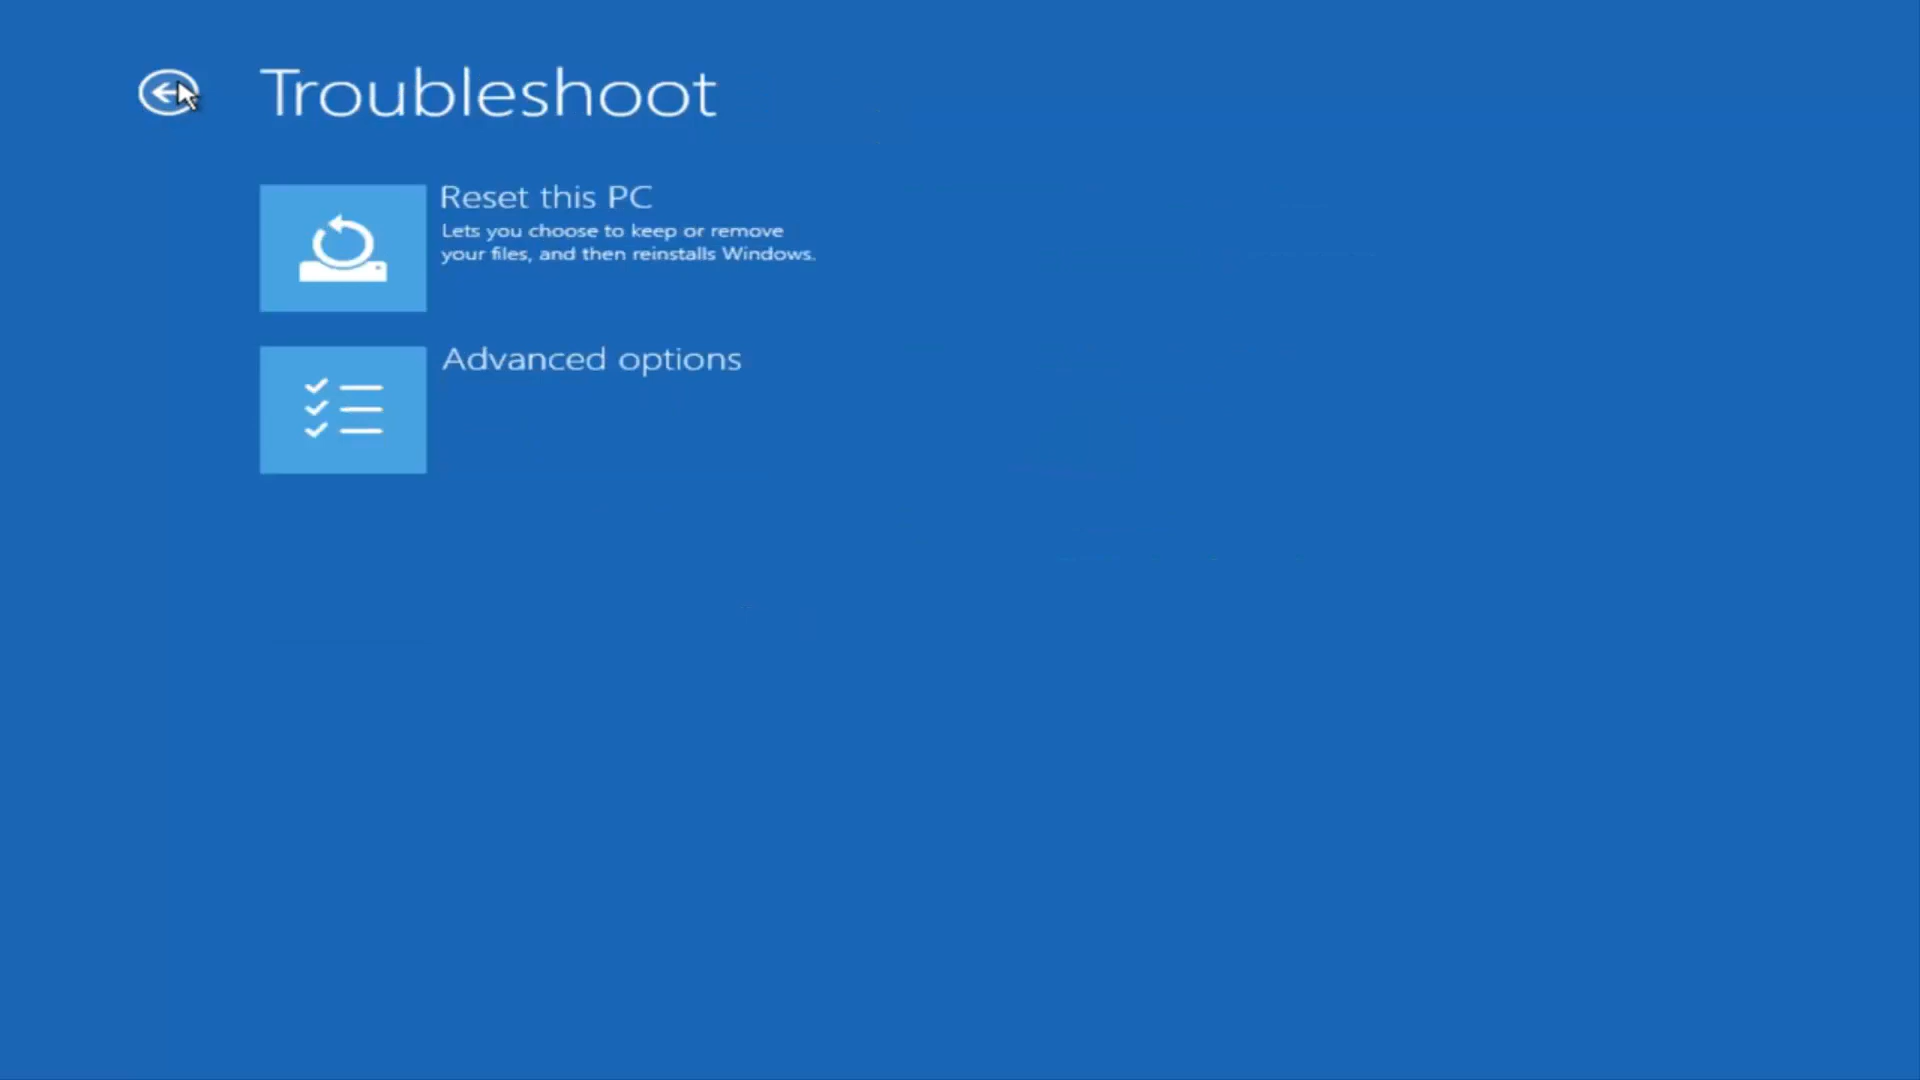 Troubleshoot
Reset this PC
Lets you choose to keep or remove
your files, and then reinstalls Windows.
Advanced options